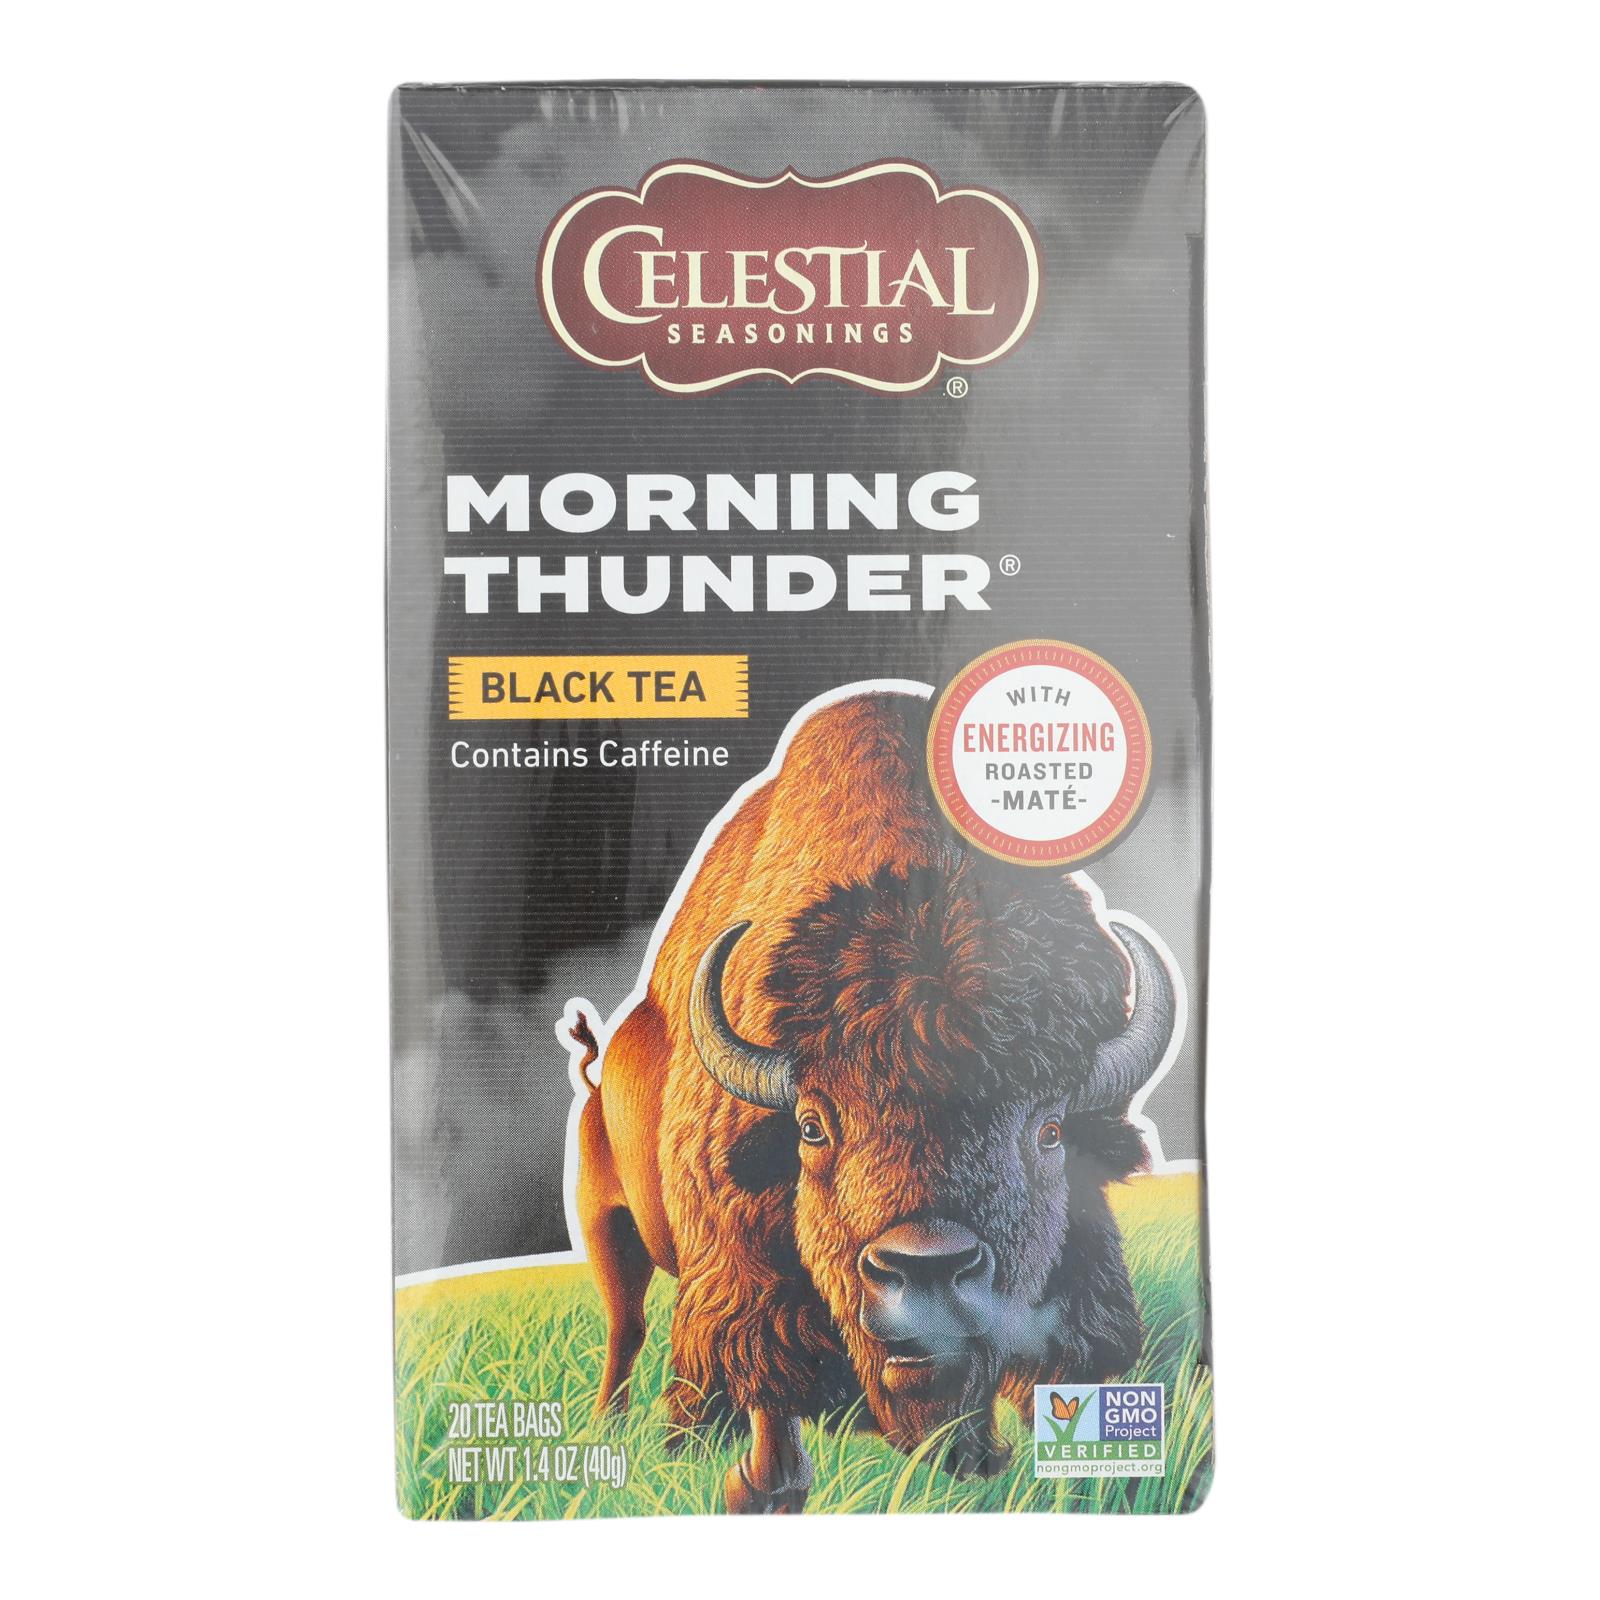 CELESTIAL
SEASONINGS
®
MORNING
THUNDER®
BLACK TEA
Contains Caffeine
WITH
ENERGIZING
ROASTED
-MATÉ-
20 TEA BAGS
NET WT 1.4 OZ (40g)
NON
GMO
Project
VERIFIED
nongmoproject.org